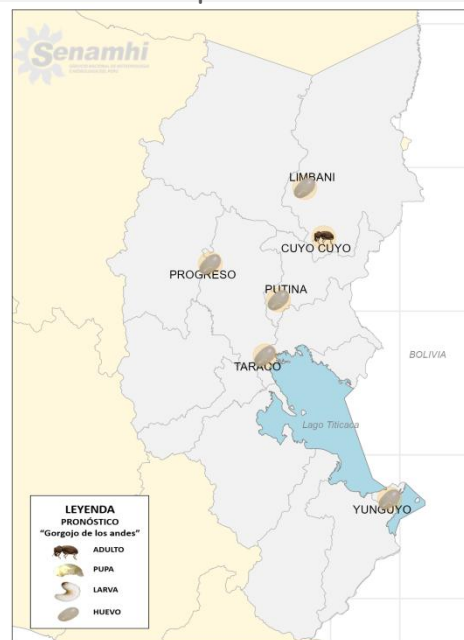 Senamhi
LIMBANI
CUYO CUYO
PROGRESO
PUTINA
TARACO
BOLIVIA
Lago Titicaca
YUNGUYO
LEYENDA
PRONÓSTICO
"Gorgojo de los andes"
ADULTO
PUPA
LARVA
HUEVO